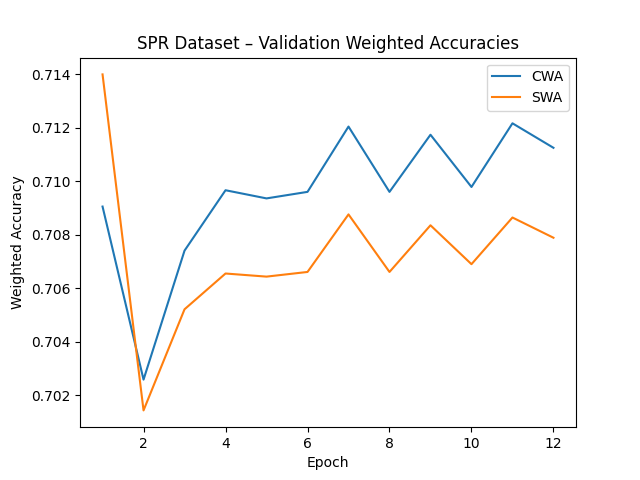 SPR Dataset – Validation Weighted Accuracies
CWA
SWA
0.714
0.712
0.710
0.708
0.706
0.704
0.702
Weighted Accuracy
2 4 6 8 10 12
Epoch